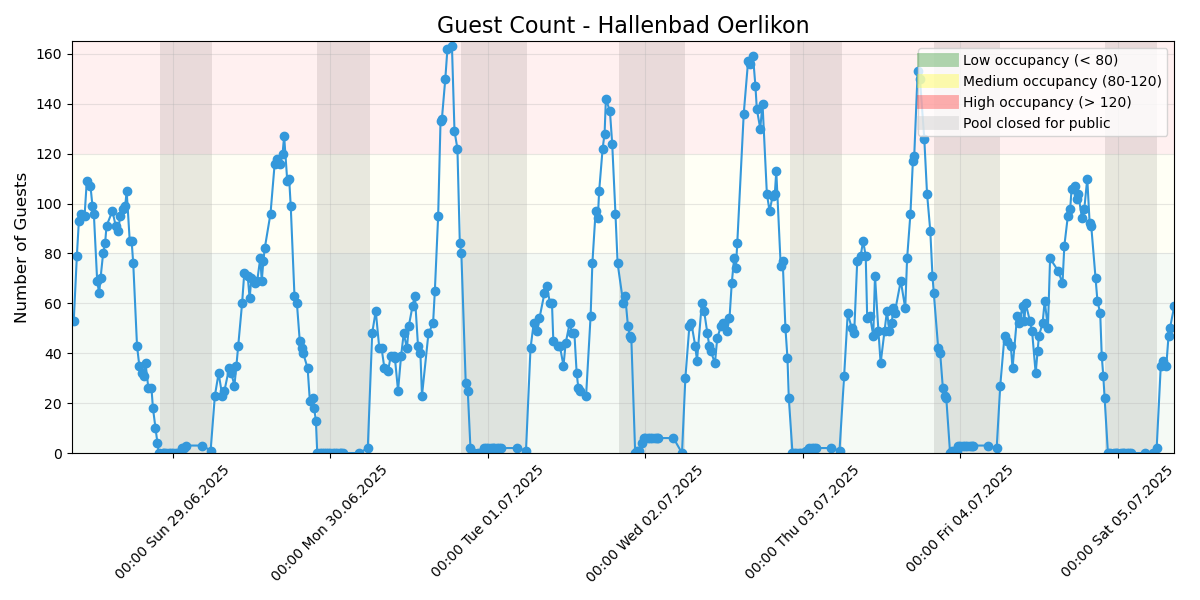 Guest Count - Hallenbad Oerlikon
Number of Guests
160
140
120
100
80
60
40
20
0
Low occupancy (< 80)
Medium occupancy (80-120)
High occupancy (> 120)
Pool closed for public
00:00 Sun 29.06.2025
00:00 Mon 30.06.2025
00:00 Tue 01.07.2025
00:00 Wed 02.07.2025
00:00 Thu 03.07.2025
00:00 Fri 04.07.2025
00:00 Sat 05.07.2025